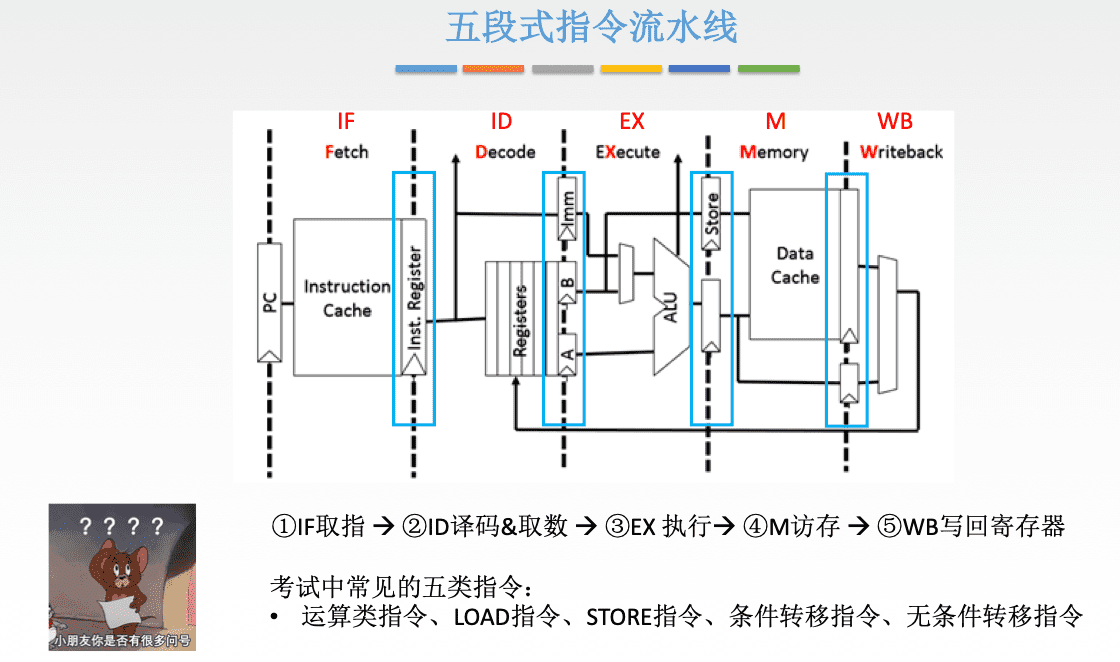 五段式指令流水线
IF ID EX M WB
Fetch Decode EXecute Memory Writeback
PC
Instruction
Cache
Inst. Register
Registers
Imm
B
A
ALU
Store
Data
Cache
? ? ? ?
小朋友你是否有很多问号
①IF取指 → ②ID译码&取数 → ③EX 执行→ ④M访存 → ⑤WB写回寄存器
考试中常见的五类指令：
• 运算类指令、LOAD指令、STORE指令、条件转移指令、无条件转移指令